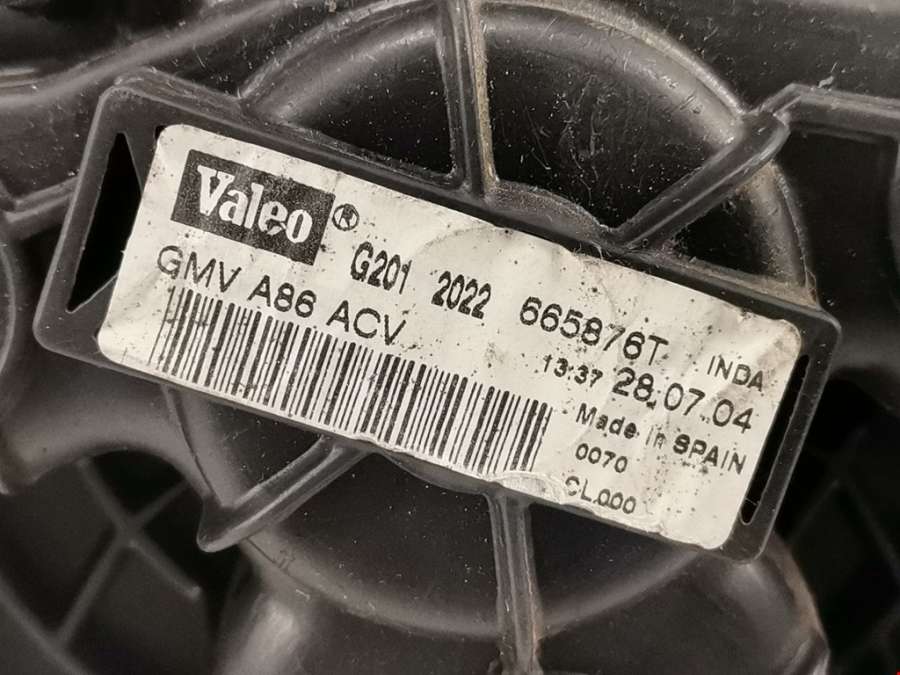 Valeo®
G201 2022 665876T INDA
GMV A86 ACV
13:37 28.07.04
Made in SPAIN
0070
CL000